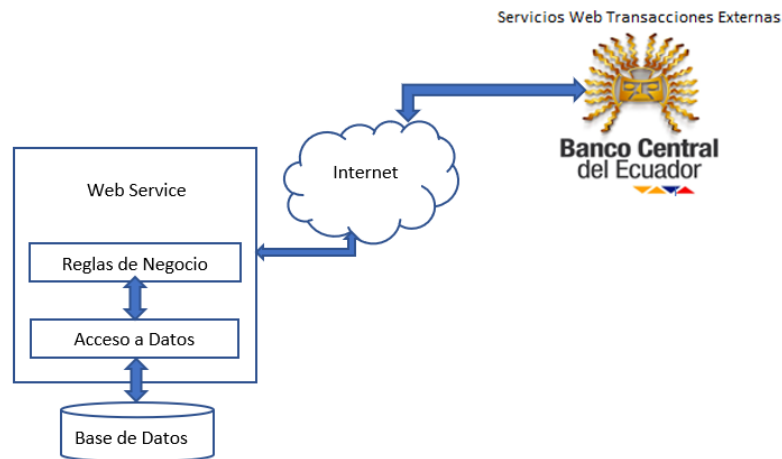 Servicios Web Transacciones Externas
Banco Central
del Ecuador
Internet
Web Service
Reglas de Negocio
Acceso a Datos
Base de Datos